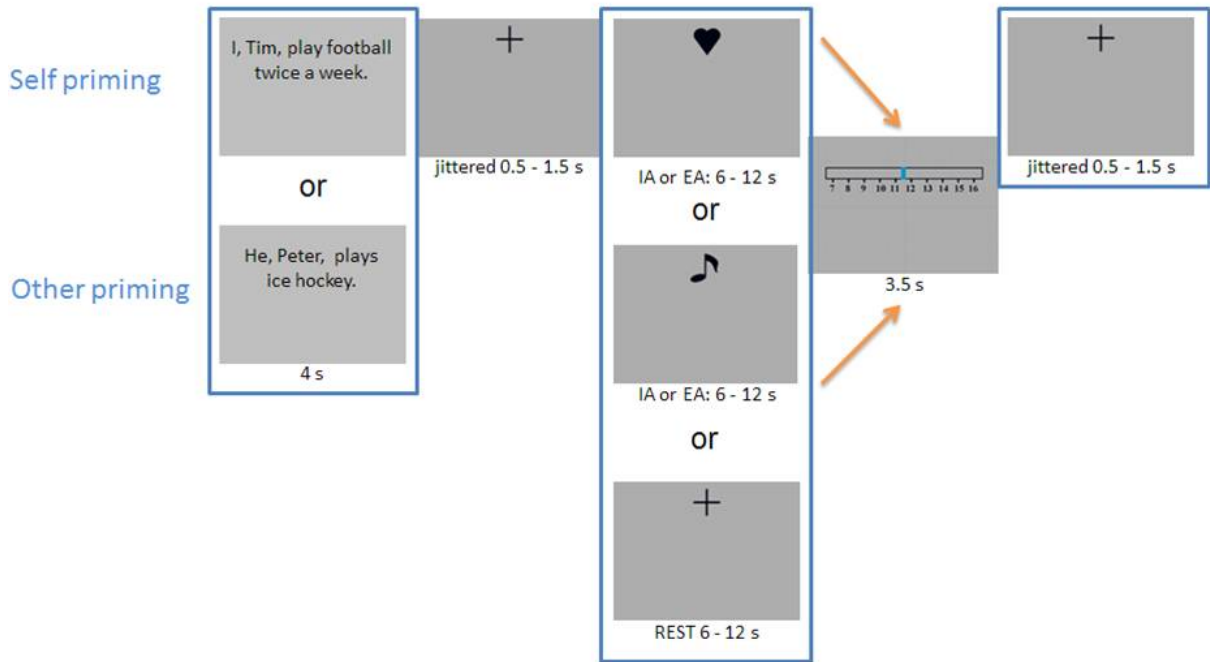 Self priming
Other priming
I, Tim, play football
twice a week.
or
He, Peter, plays
ice hockey.
4 s
jittered 0.5 - 1.5 s
IA or EA: 6 - 12 s
or
IA or EA: 6 - 12 s
or
REST 6 - 12 s
7 8 9 10 11 12 13 14 15 16
3.5 s
jittered 0.5 - 1.5 s